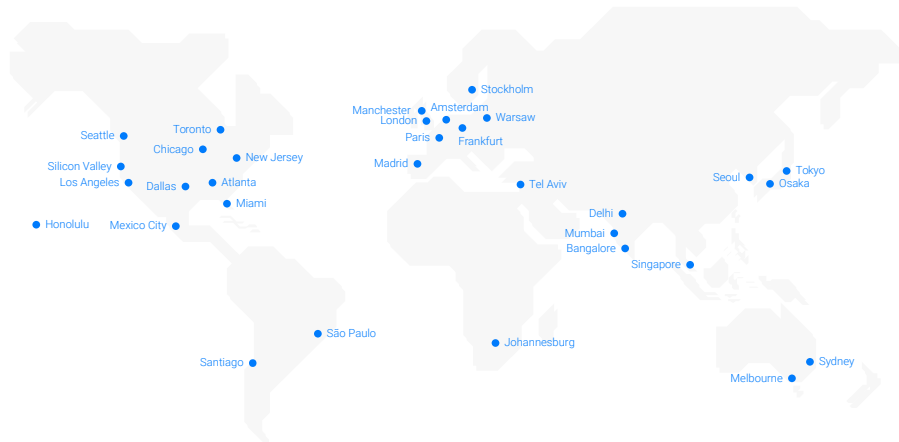 Stockholm
Manchester
Amsterdam
London
Warsaw
Seattle
Toronto
Paris
Frankfurt
Chicago
New Jersey
Silicon Valley
Madrid
Tokyo
Los Angeles
Dallas
Atlanta
Tel Aviv
Seoul
Osaka
Miami
Delhi
Honolulu
Mexico City
Mumbai
Bangalore
Singapore
São Paulo
Johannesburg
Santiago
Sydney
Melbourne